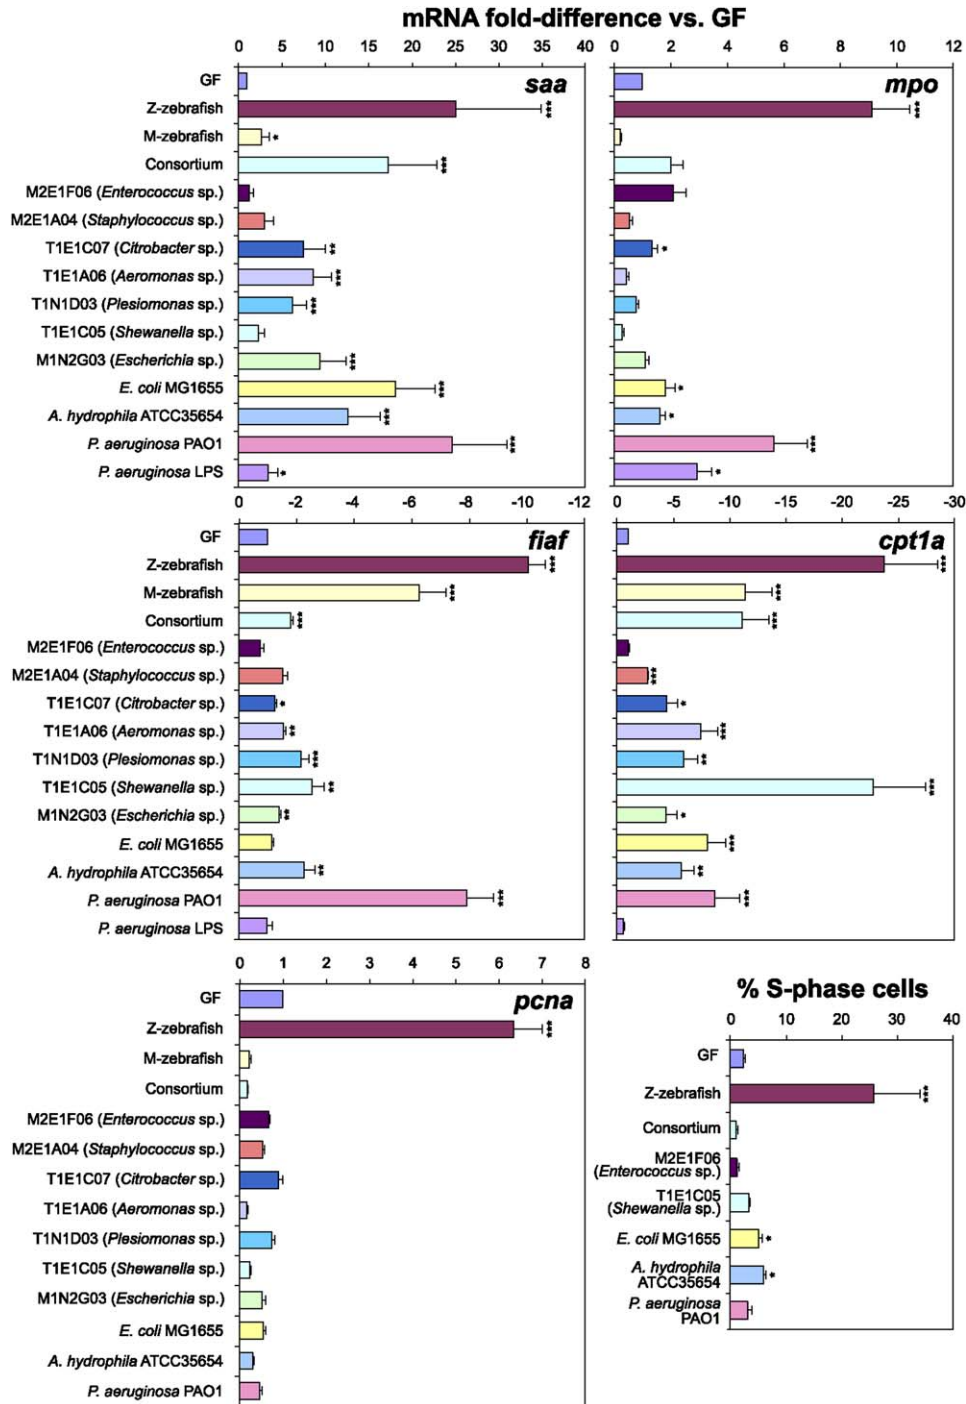 mRNA fold-difference vs. GF
0 5 10 15 20 25 30 35 40
saa
GF
Z-zebrafish ***
M-zebrafish *
Consortium ***
M2E1F06 (Enterococcus sp.)
M2E1A04 (Staphylococcus sp.)
T1E1C07 (Citrobacter sp.) **
T1E1A06 (Aeromonas sp.) ***
T1N1D03 (Plesiomonas sp.) ***
T1E1C05 (Shewanella sp.)
M1N2G03 (Escherichia sp.) ***
E. coli MG1655 ***
A. hydrophila ATCC35654 ***
P. aeruginosa PAO1 ***
P. aeruginosa LPS *
0 2 4 6 8 10 12
mpo
***
*
*
*
***
*
0 -2 -4 -6 -8 -10 -12
fiaf
GF
Z-zebrafish ***
M-zebrafish ***
Consortium ***
M2E1F06 (Enterococcus sp.)
M2E1A04 (Staphylococcus sp.)
T1E1C07 (Citrobacter sp.) *
T1E1A06 (Aeromonas sp.) **
T1N1D03 (Plesiomonas sp.) ***
T1E1C05 (Shewanella sp.) **
M1N2G03 (Escherichia sp.) **
E. coli MG1655
A. hydrophila ATCC35654 **
P. aeruginosa PAO1 ***
P. aeruginosa LPS
0 -5 -10 -15 -20 -25 -30
cpt1a
***
***
***
***
*
***
**
***
*
***
**
***
0 1 2 3 4 5 6 7 8
pcna
GF
Z-zebrafish ***
M-zebrafish
Consortium
M2E1F06 (Enterococcus sp.)
M2E1A04 (Staphylococcus sp.)
T1E1C07 (Citrobacter sp.)
T1E1A06 (Aeromonas sp.)
T1N1D03 (Plesiomonas sp.)
T1E1C05 (Shewanella sp.)
M1N2G03 (Escherichia sp.)
E. coli MG1655
A. hydrophila ATCC35654
P. aeruginosa PAO1
% S-phase cells
0 10 20 30 40
GF
Z-zebrafish ***
Consortium
M2E1F06
(Enterococcus sp.)
T1E1C05
(Shewanella sp.)
E. coli MG1655 *
A. hydrophila
ATCC35654 *
P. aeruginosa
PAO1